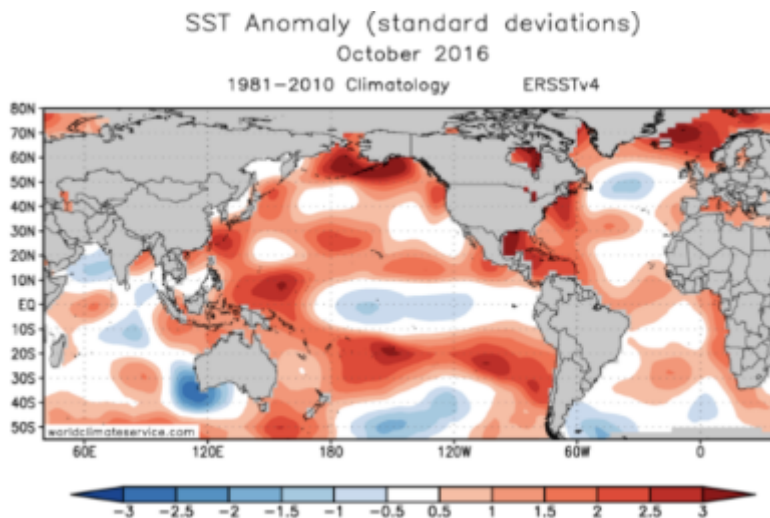 SST Anomaly (standard deviations)
October 2016
1981-2010 Climatology ERSSTv4
80N
70N
60N
50N
40N
30N
20N
10N
EQ
10S
20S
30S
40S
50S
worldclimateservice.com
60E 120E 180 120W 60W 0
-3 -2.5 -2 -1.5 -1 -0.5 0.5 1 1.5 2 2.5 3